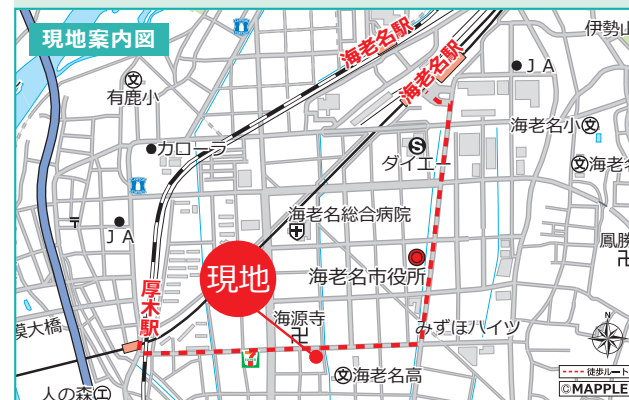 現地案内図
海老名駅
海老名駅
伊勢山
JA
有鹿小
海老名小
カローラ
ダイエー
海老名
JA
海老名総合病院
鳳勝
現地
海老名市役所
厚木駅
海源寺
みずほハイツ
模大橋
N
海老名高
徒歩ルート
人の森
©MAPPLE